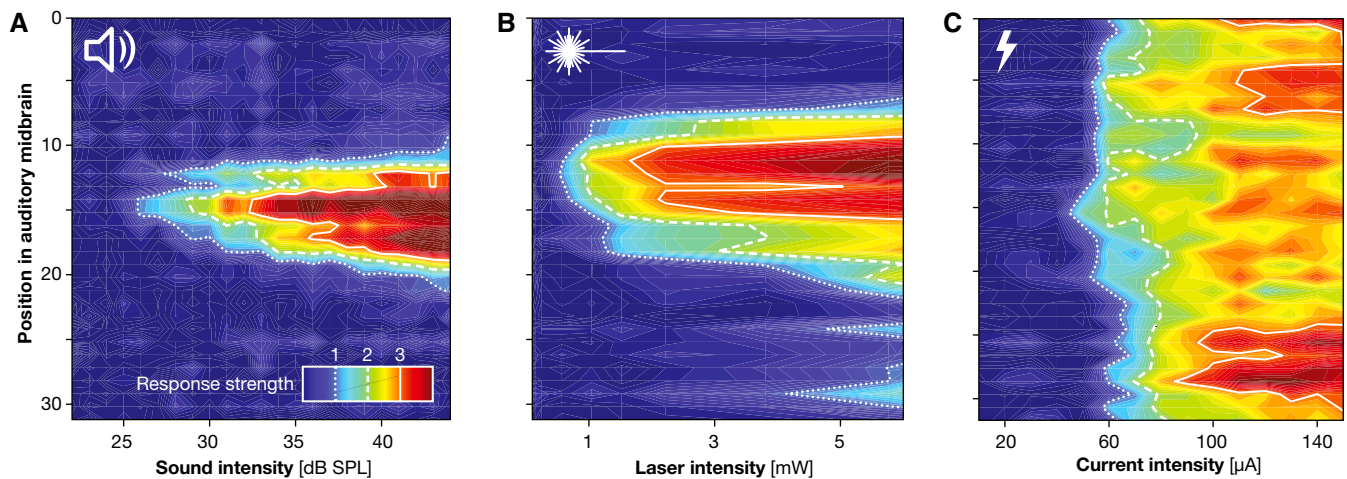 A
B
C
Position in auditory midbrain
0
10
20
30
Response strength
1 2 3
25 30 35 40
Sound intensity [dB SPL]
1 3 5
Laser intensity [mW]
20 60 100 140
Current intensity [µA]